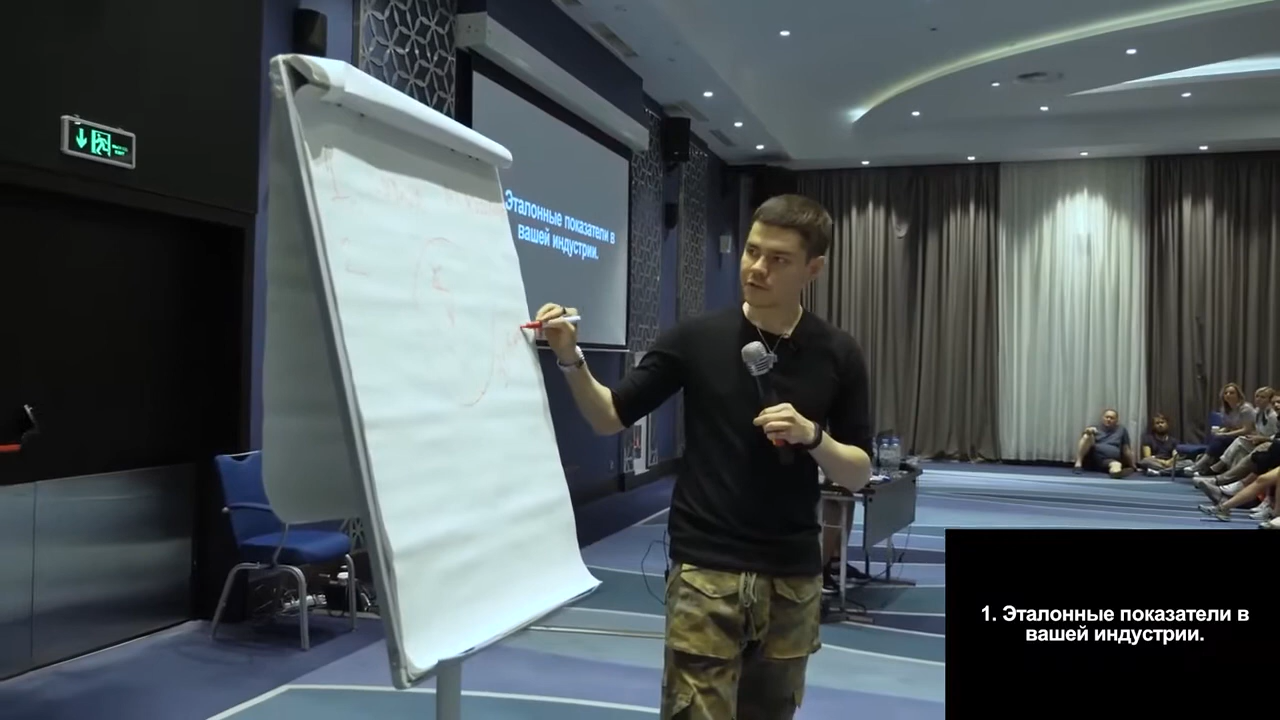 Эталонные показатели в
вашей индустрии.
1. Эталонные показатели в
вашей индустрии.